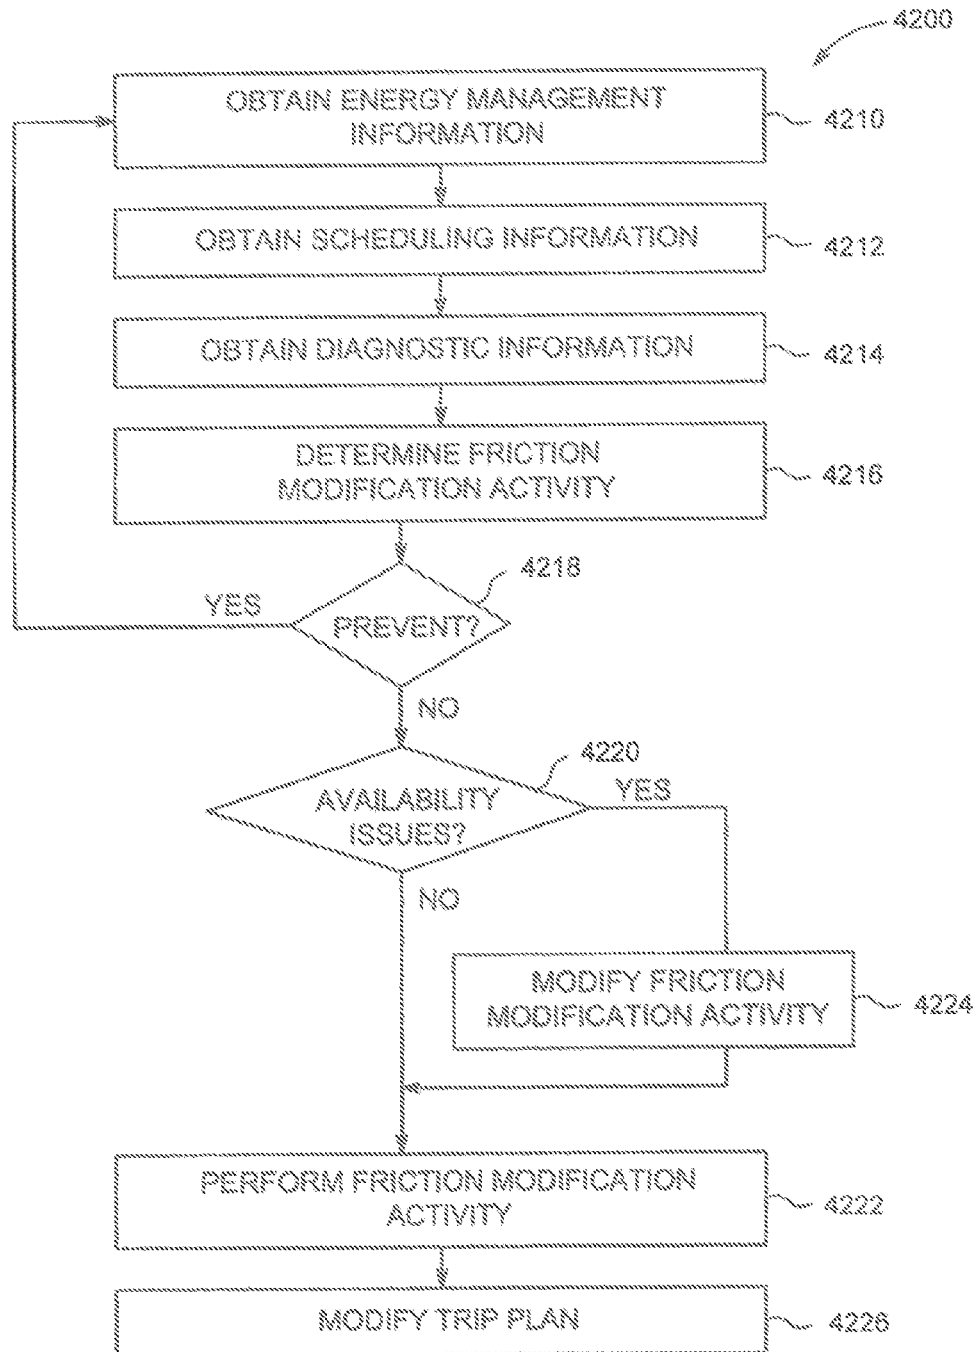 4200
OBTAIN ENERGY MANAGEMENT
INFORMATION
4210
OBTAIN SCHEDULING INFORMATION
4212
OBTAIN DIAGNOSTIC INFORMATION
4214
DETERMINE FRICTION
MODIFICATION ACTIVITY
4216
4218
YES
PREVENT?
NO
4220
YES
AVAILABILITY
ISSUES?
NO
MODIFY FRICTION
MODIFICATION ACTIVITY
4224
PERFORM FRICTION MODIFICATION
ACTIVITY
4222
MODIFY TRIP PLAN
4226